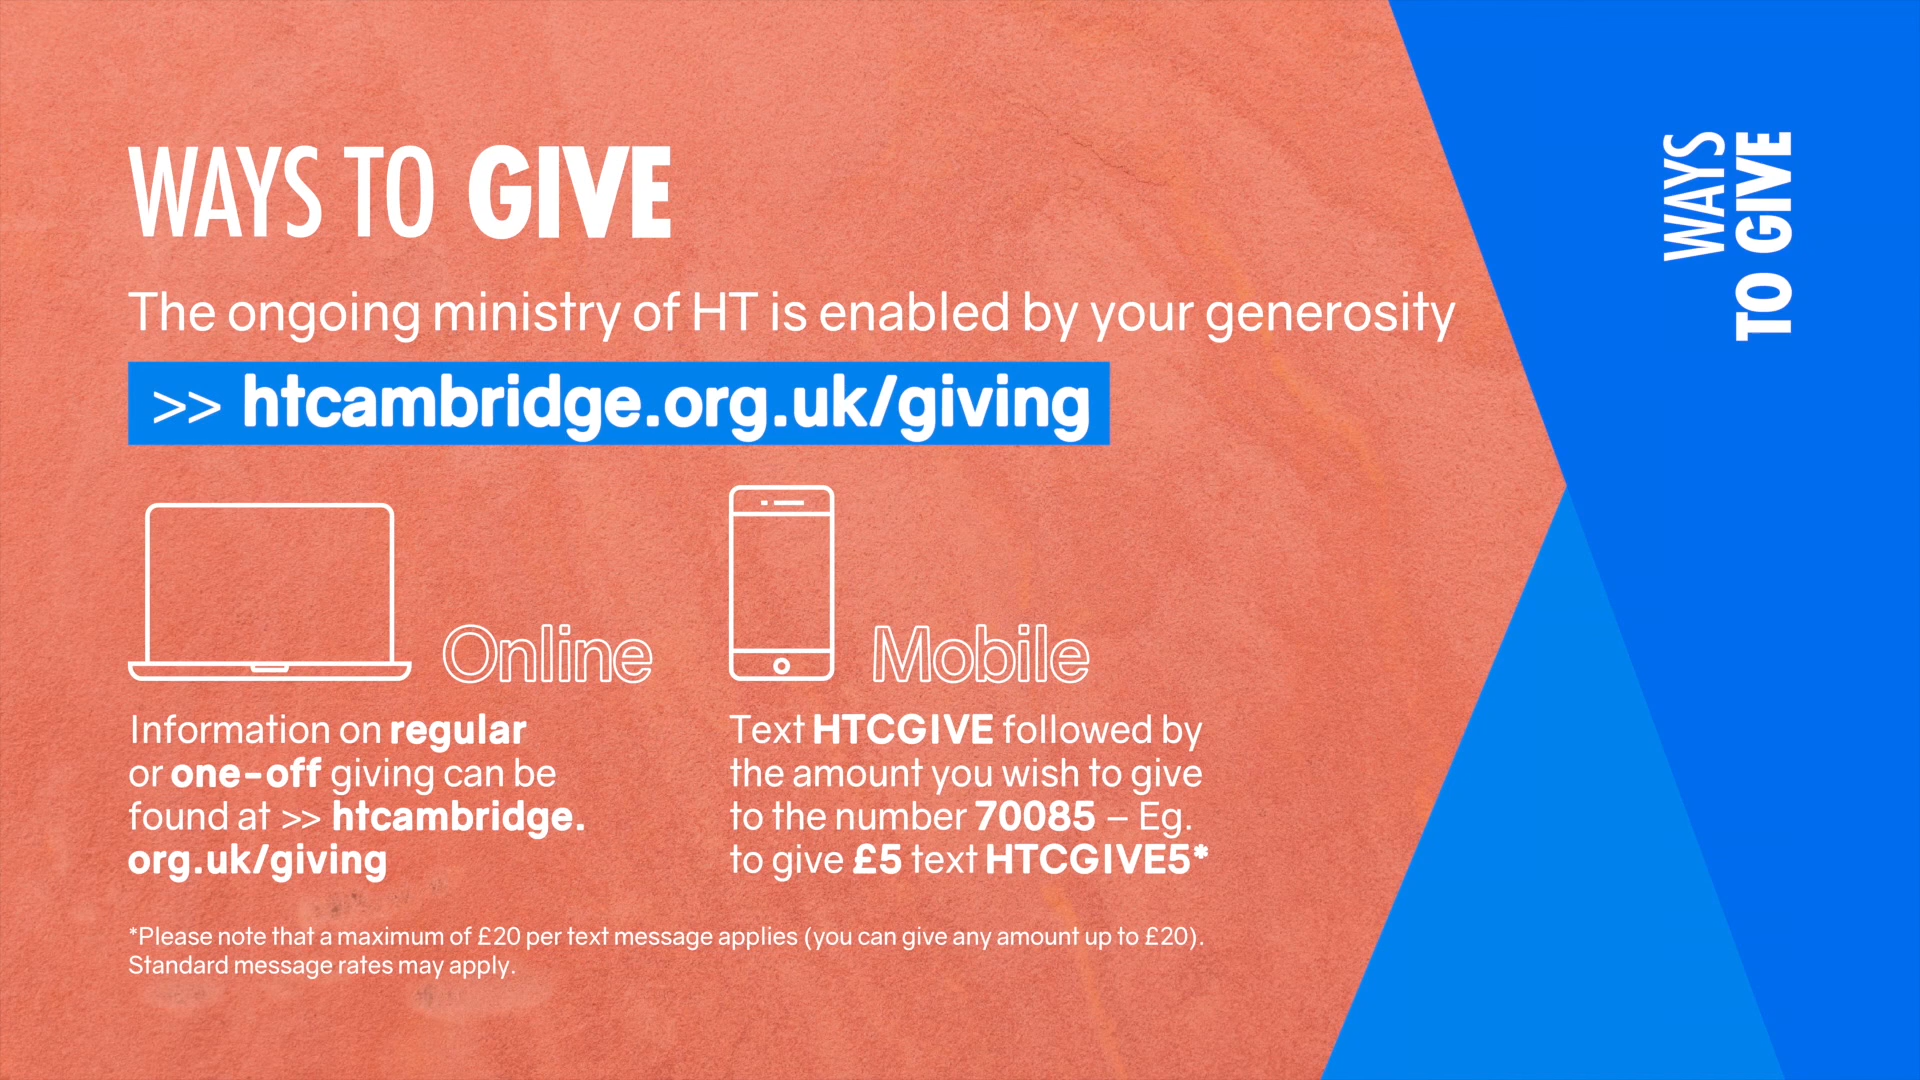 WAYS TO GIVE
The ongoing ministry of HT is enabled by your generosity
>> htcambridge.org.uk/giving
Online
Information on regular
or one-off giving can be
found at >> htcambridge.
org.uk/giving
Mobile
Text HTCGIVE followed by
the amount you wish to give
to the number 70085 – Eg.
to give £5 text HTCGIVE5*
*Please note that a maximum of £20 per text message applies (you can give any amount up to £20).
Standard message rates may apply.
WAYS
TO GIVE